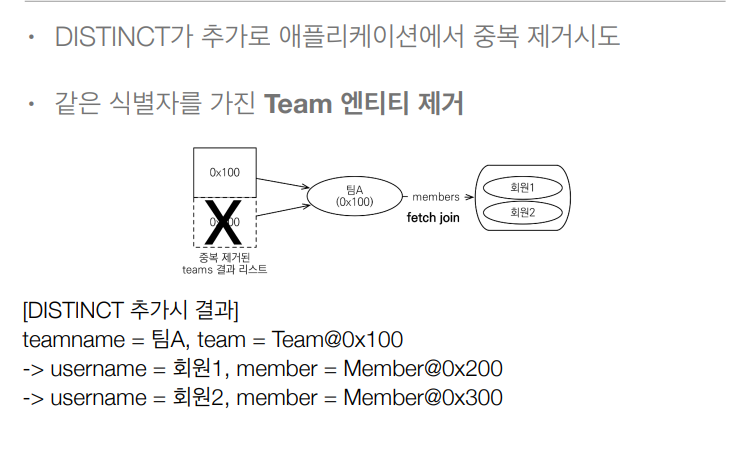 • DISTINCT가 추가로 애플리케이션에서 중복 제거시도
• 같은 식별자를 가진 Team 엔티티 제거
0x100
X
팀A
(0x100)
members
fetch join
회원1
회원2
중복 제거된
teams 결과 리스트
[DISTINCT 추가시 결과]
teamname = 팀A, team = Team@0x100
-> username = 회원1, member = Member@0x200
-> username = 회원2, member = Member@0x300